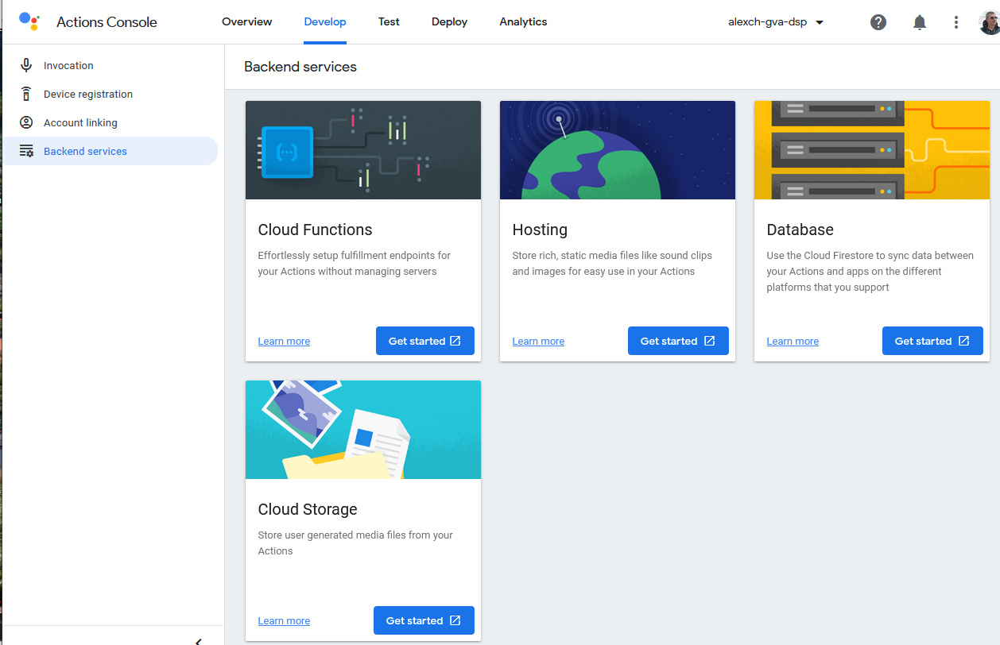 Actions Console
Overview
Develop
Test
Deploy
Analytics
alexch-gva-dsp
Invocation
Device registration
Account linking
Backend services
Backend services
Cloud Functions
Effortlessly setup fulfillment endpoints for
your Actions without managing servers
Learn more
Get started
Hosting
Store rich, static media files like sound clips
and images for easy use in your Actions
Learn more
Get started
Database
Use the Cloud Firestore to sync data between
your Actions and apps on the different
platforms that you support
Learn more
Get started
Cloud Storage
Store user generated media files from your
Actions
Learn more
Get started